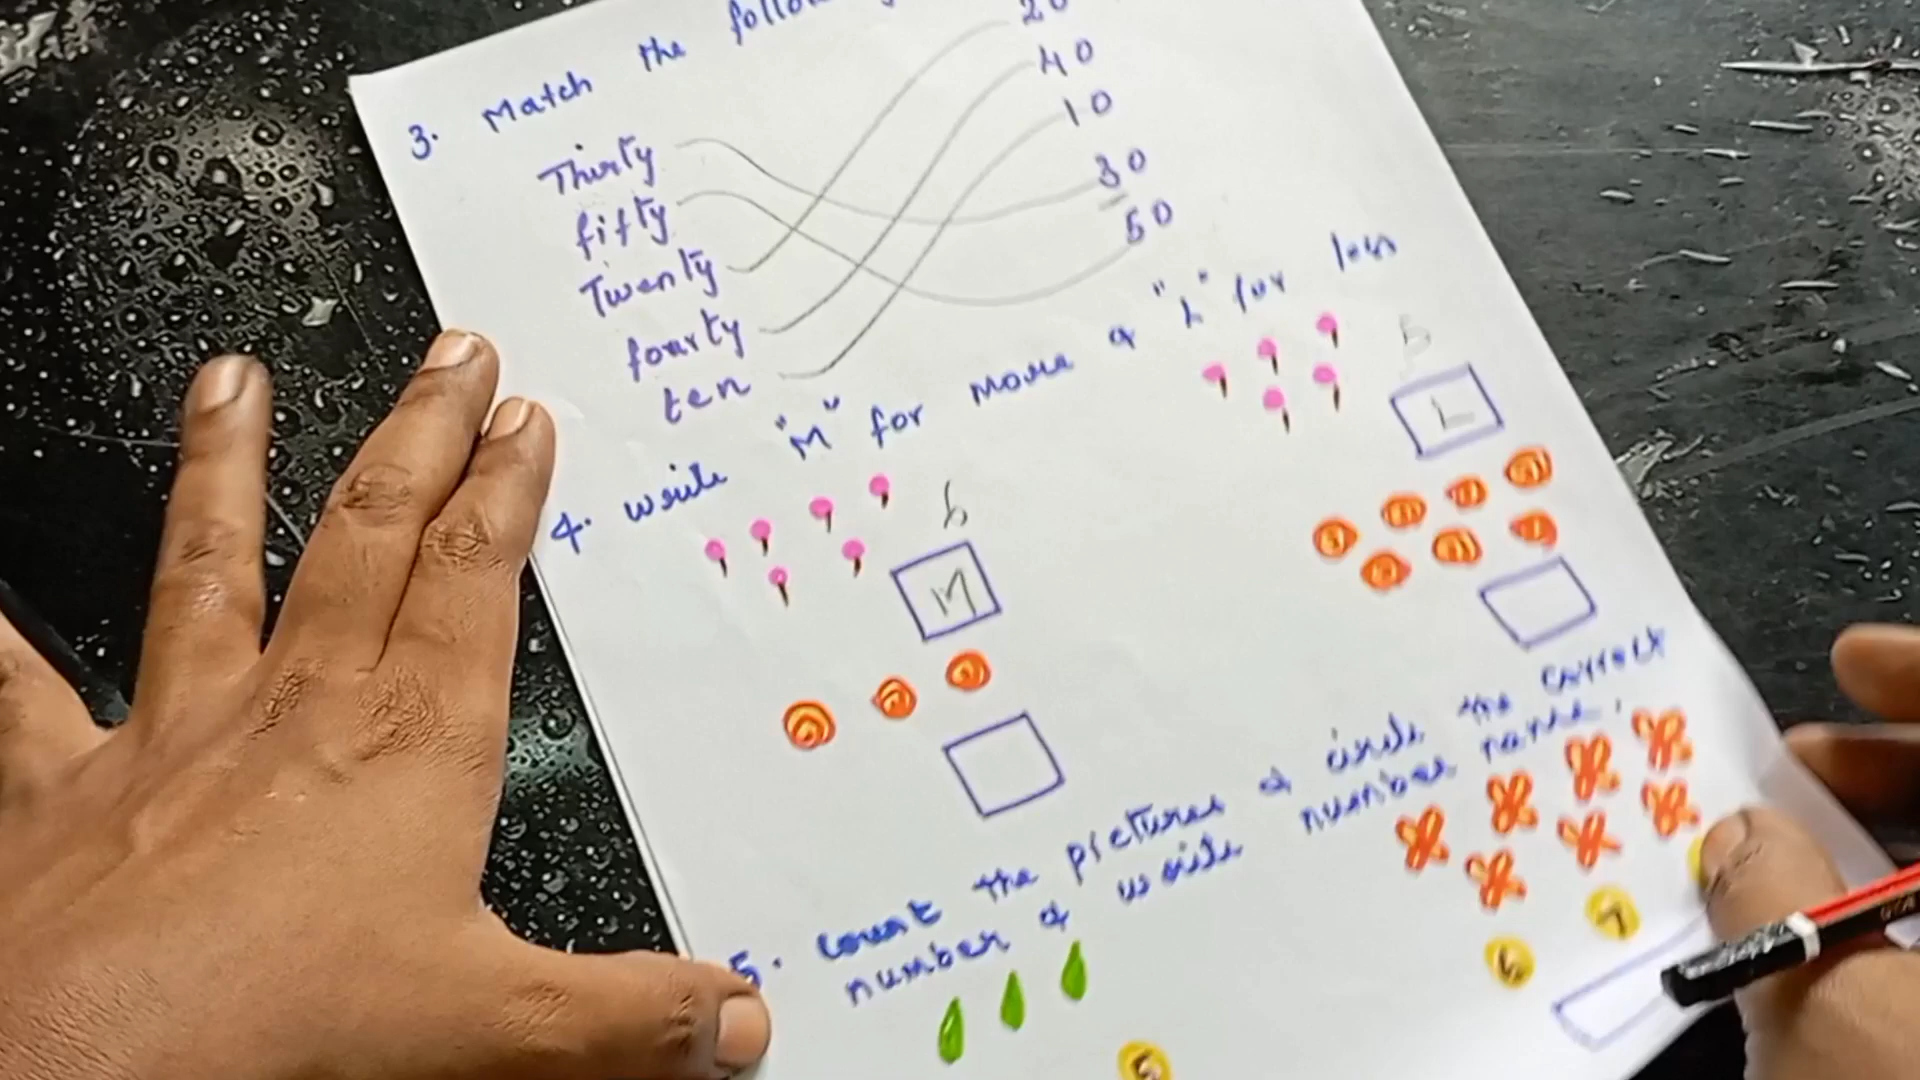 3. Match the
Thirty 20
fifty 40
Twenty 10
fourty 30
ten 50
4. write "M" for more & "L" for less
6 M
5 L
5. count the pictures & circle the correct
number & write number name.
6 7
5